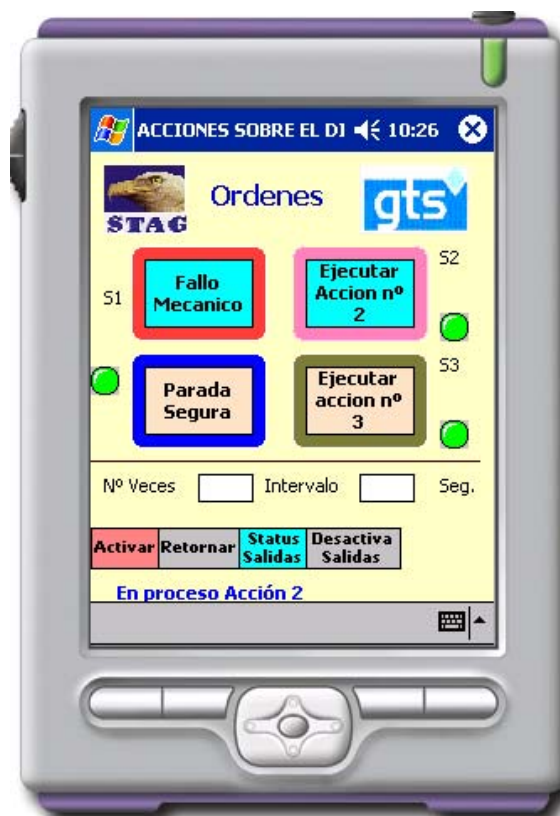 ACCIONES SOBRE EL DI 10:26
STAG
Ordenes
gts
S1
Fallo
Mecanico
Ejecutar
Accion nº
2
S2
Parada
Segura
Ejecutar
accion nº
3
S3
Nº Veces Intervalo Seg.
Activar Retornar Status Salidas Desactiva Salidas
En proceso Acción 2